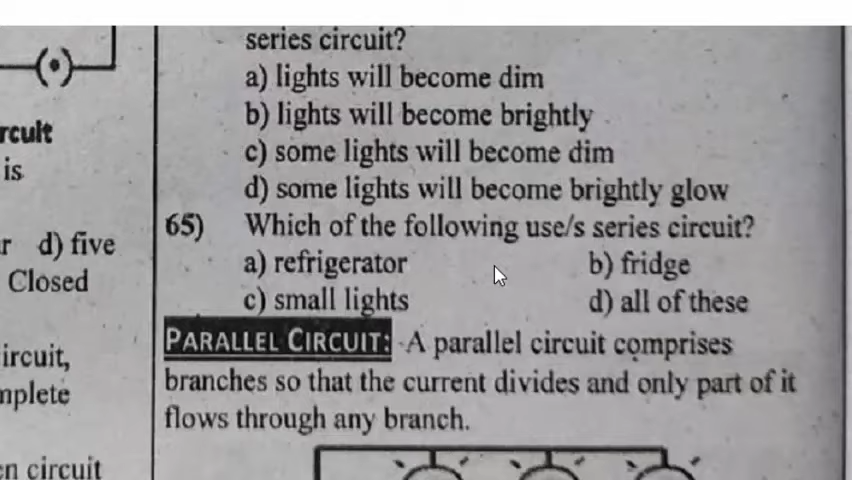 series circuit?
a) lights will become dim
b) lights will become brightly
c) some lights will become dim
d) some lights will become brightly glow
65) Which of the following use/s series circuit?
a) refrigerator b) fridge
c) small lights d) all of these
PARALLEL CIRCUIT: A parallel circuit comprises
branches so that the current divides and only part of it
flows through any branch.
rcuit
is
r d) five
Closed
ircuit,
mplete
en circuit